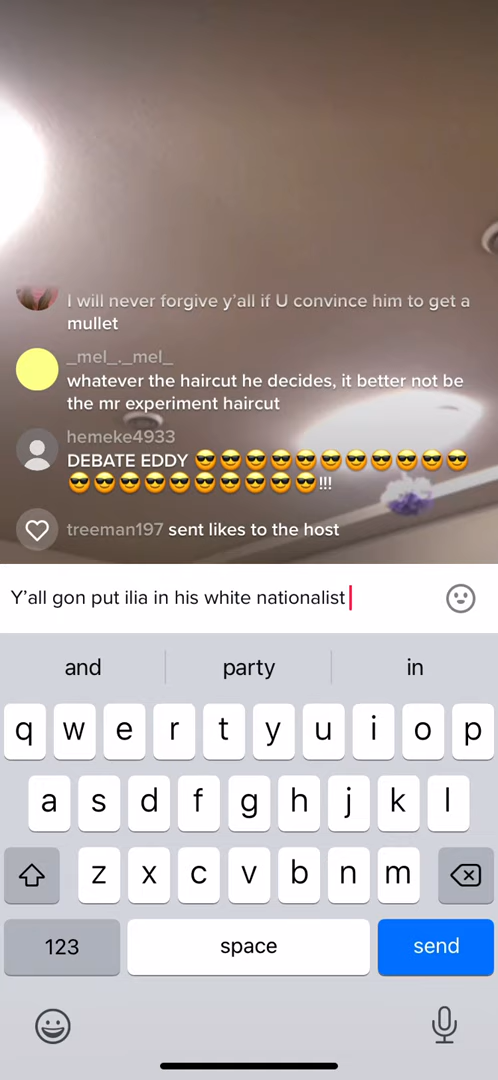 I will never forgive y'all if U convince him to get a
mullet
_mel_._mel_
whatever the haircut he decides, it better not be
the mr experiment haircut
hemeke4933
DEBATE EDDY 😎😎😎😎😎😎😎😎😎😎😎
😎😎😎😎😎😎😎😎😎😎!!!
treeman197 sent likes to the host
Y'all gon put ilia in his white nationalist
and party in
q w e r t y u i o p
a s d f g h j k l
z x c v b n m
123 space send